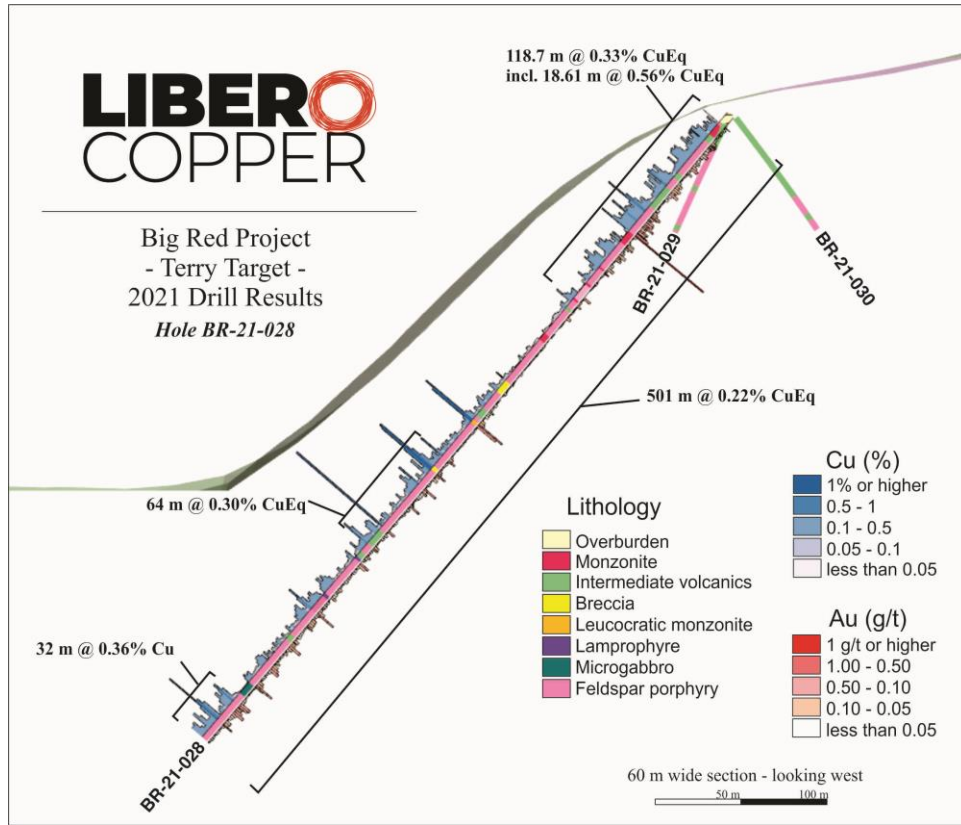 LIBERO
COPPER
Big Red Project
- Terry Target -
2021 Drill Results
Hole BR-21-028
118.7 m @ 0.33% CuEq
incl. 18.61 m @ 0.56% CuEq
BR-21-029
BR-21-030
501 m @ 0.22% CuEq
64 m @ 0.30% CuEq
32 m @ 0.36% Cu
BR-21-028
Lithology
Overburden
Monzonite
Intermediate volcanics
Breccia
Leucocratic monzonite
Lamprophyre
Microgabbro
Feldspar porphyry
Cu (%)
1% or higher
0.5 - 1
0.1 - 0.5
0.05 - 0.1
less than 0.05
Au (g/t)
1 g/t or higher
1.00 - 0.50
0.50 - 0.10
0.10 - 0.05
less than 0.05
60 m wide section - looking west
50 m 100 m